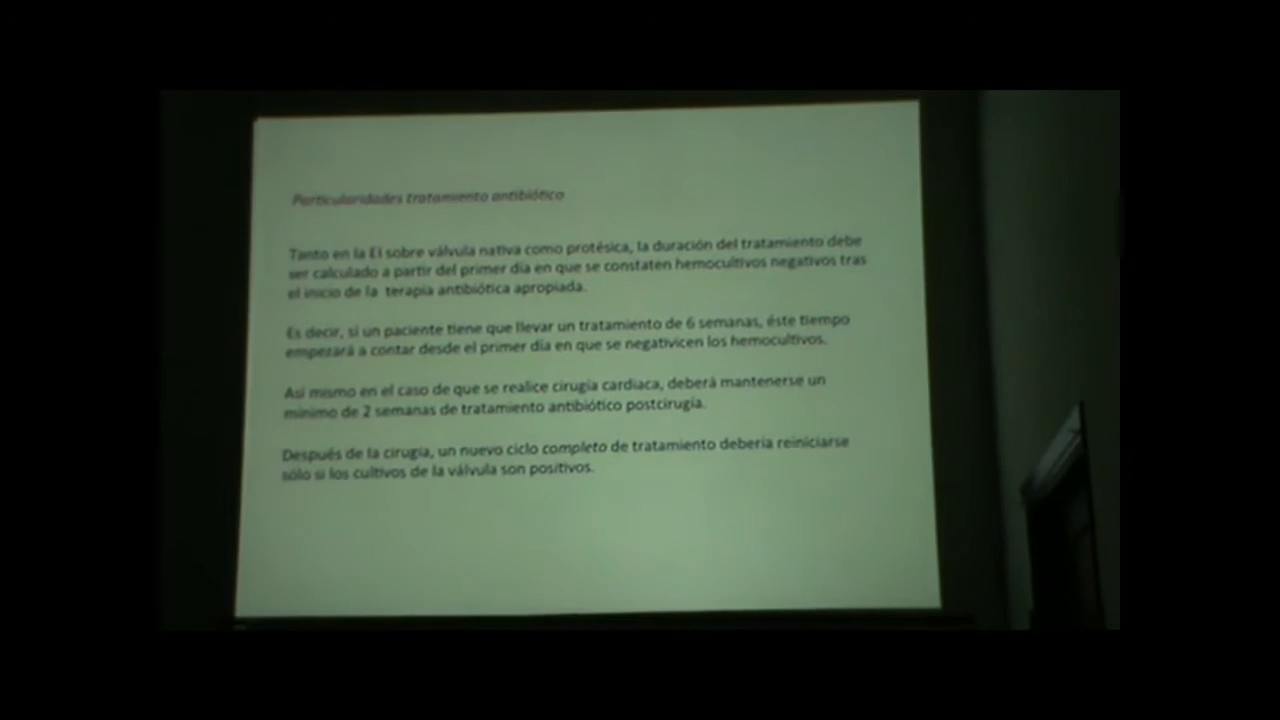 Particularidades tratamiento antibiótico
Tanto en la EI sobre válvula nativa como protésica, la duración del tratamiento debe
ser calculado a partir del primer día en que se constaten hemocultivos negativos tras
el inicio de la terapia antibiótica apropiada.
Es decir, si un paciente tiene que llevar un tratamiento de 6 semanas, éste tiempo
empezará a contar desde el primer día en que se negativicen los hemocultivos.
Así mismo en el caso de que se realice cirugía cardiaca, deberá mantenerse un
mínimo de 2 semanas de tratamiento antibiótico postcirugía.
Después de la cirugía, un nuevo ciclo completo de tratamiento debería reiniciarse
sólo si los cultivos de la válvula son positivos.